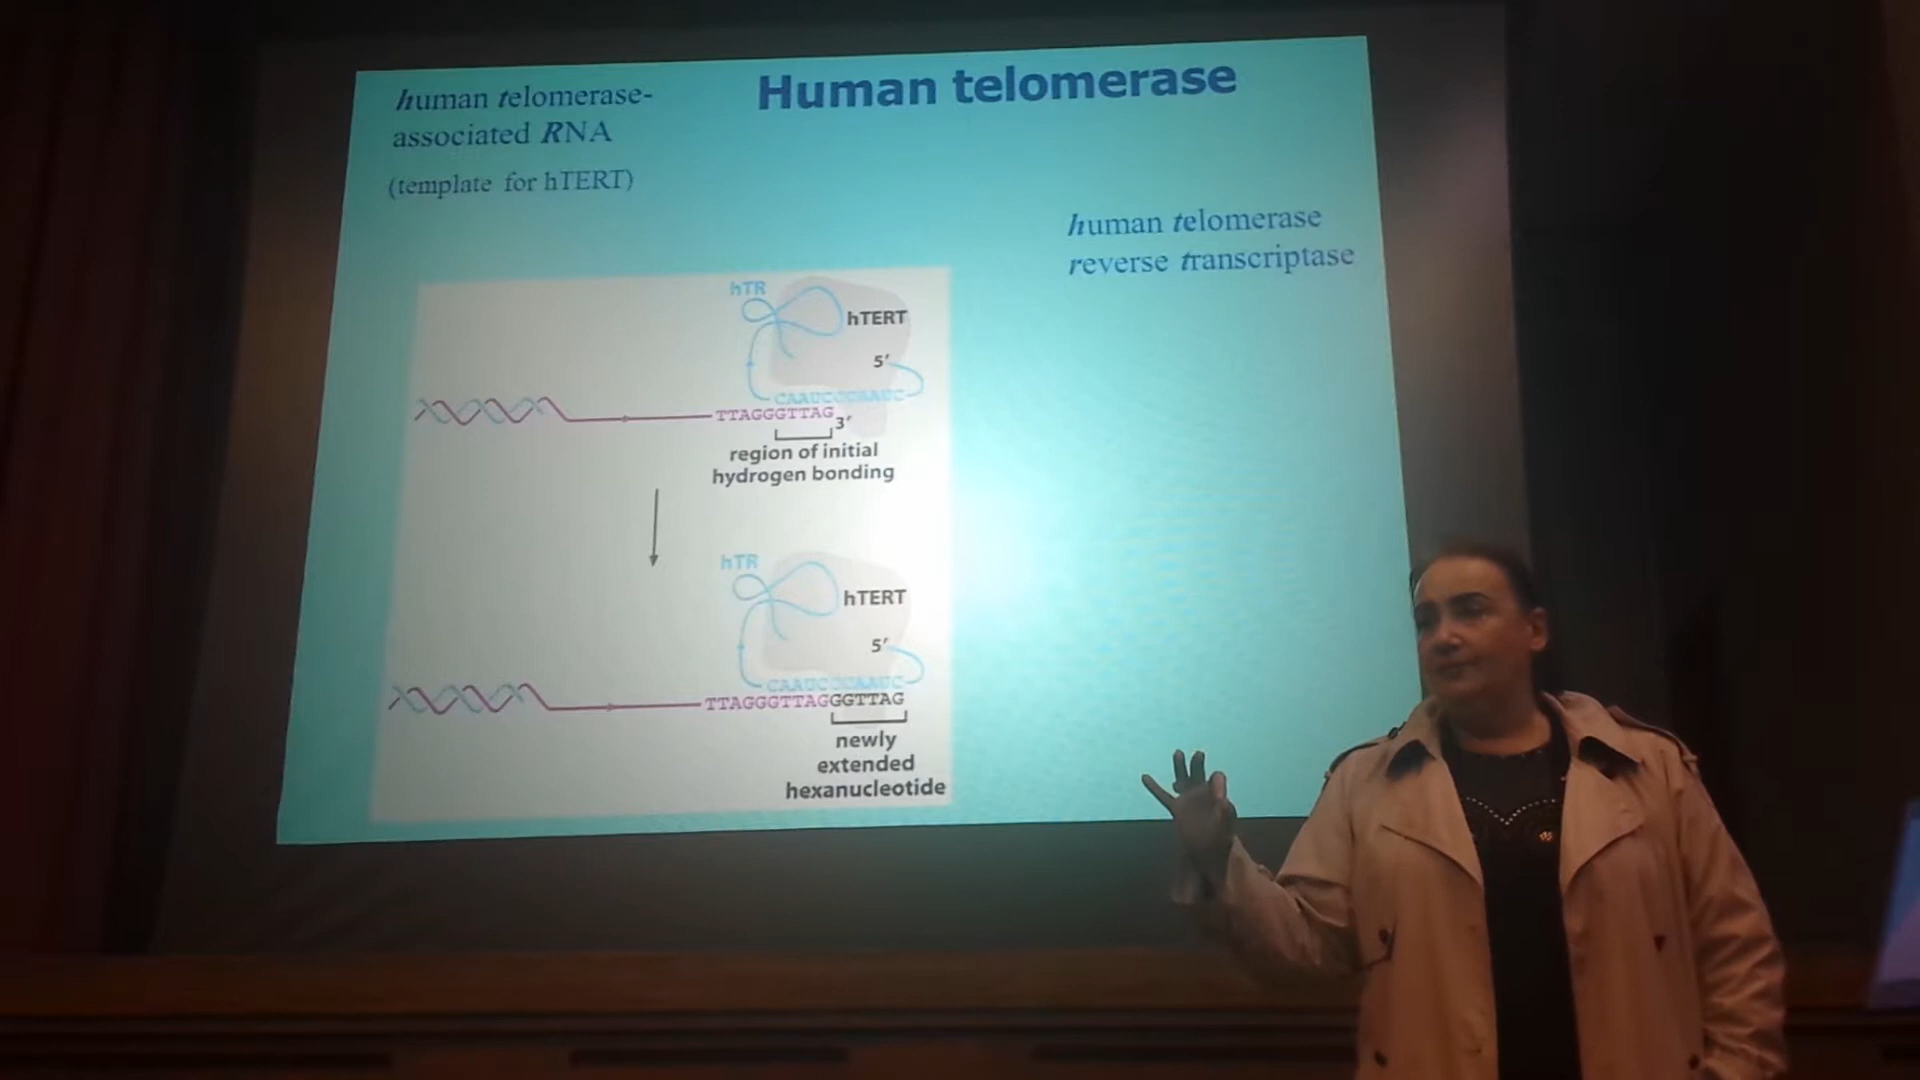 Human telomerase
human telomerase-
associated RNA
(template for hTERT)
human telomerase
reverse transcriptase
hTR
hTERT
5'
CAAUCCCAAUC
TTAGGGTTAG
3'
region of initial
hydrogen bonding
hTR
hTERT
5'
CAAUCCCAAUC
TTAGGGTTAGGGTTAG
newly
extended
hexanucleotide